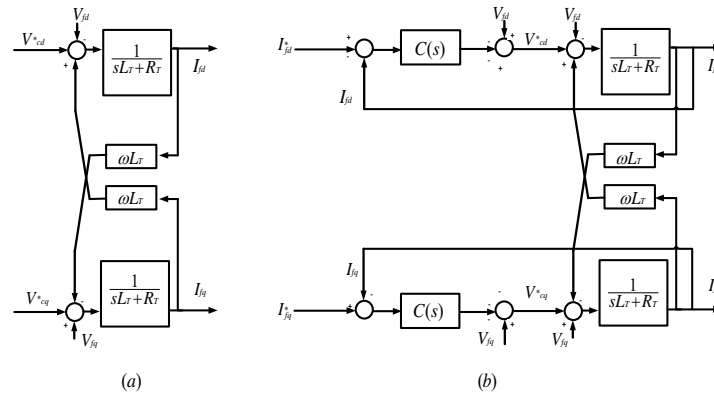 V_fd
V_fd
V_fd
V*_cd
1
sL_T+R_T
I_fd
I*_fd
C(s)
V*_cd
1
sL_T+R_T
I_fd
ωL_T
ωL_T
ωL_T
ωL_T
1
sL_T+R_T
I_fq
V*_cq
V_fq
I_fq
I*_fq
C(s)
V*_cq
1
sL_T+R_T
V_fq
V_fq
(a)
(b)